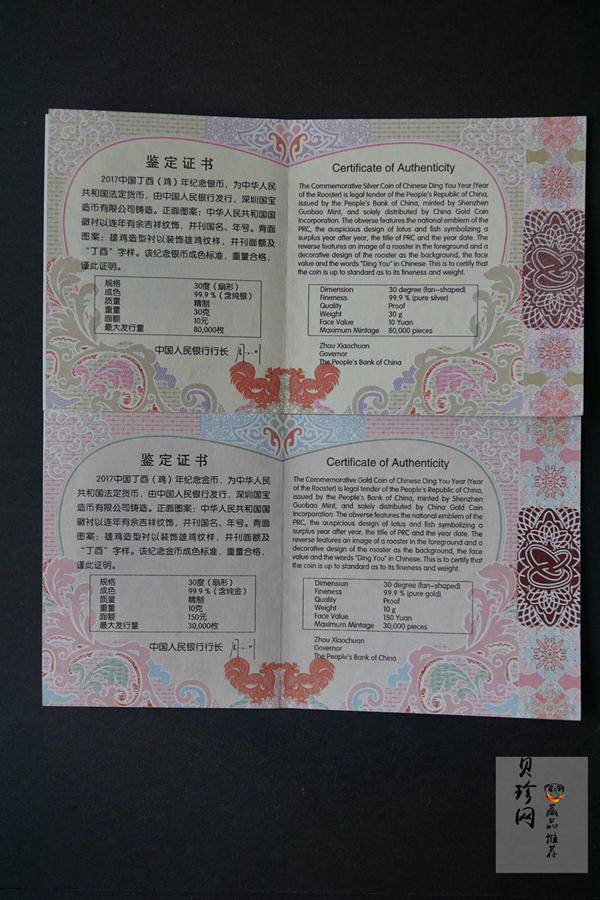 鉴定证书
2017中国丁酉（鸡）年纪念银币，为中华人民
共和国法定货币，由中国人民银行发行，深圳国宝
造币有限公司铸造。正面图案：中华人民共和国国
徽衬以连年有余吉祥纹饰，并刊国名、年号。背面
图案：雄鸡造型衬以装饰雄鸡纹样，并刊面额及
“丁酉”字样。该纪念银币成色标准，重量合格，
谨此证明。
规格 30度（扇形）
成色 99.9％（含纯银）
质量 精制
重量 30克
面额 10元
最大发行量 80,000枚
中国人民银行行长
Certificate of Authenticity
The Commemorative Silver Coin of Chinese Ding You Year (Year
of the Rooster) is legal tender of the People's Republic of China,
issued by the People's Bank of China, minted by Shenzhen
Guobao Mint, and solely distributed by China Gold Coin
Incorporation. The obverse features the national emblem of the
PRC, the auspicious design of lotus and fish symbolizing a
surplus year after year, the title of PRC and the year date. The
reverse features an image of a rooster in the foreground and a
decorative design of the rooster as the background, the face
value and the words "Ding You" in Chinese. This is to certify that
the coin is up to standard as to its fineness and weight.
Dimension 30 degree (fan-shaped)
Fineness 99.9 % (pure silver)
Quality Proof
Weight 30 g
Face Value 10 Yuan
Maximum Mintage 80,000 pieces
Zhou Xiaochuan
Governor
The People's Bank of China
鉴定证书
2017中国丁酉（鸡）年纪念金币，为中华人民
共和国法定货币，由中国人民银行发行，深圳国宝
造币有限公司铸造。正面图案：中华人民共和国国
徽衬以连年有余吉祥纹饰，并刊国名、年号。背面
图案：雄鸡造型衬以装饰雄鸡纹样，并刊面额及
“丁酉”字样。该纪念金币成色标准，重量合格，
谨此证明。
规格 30度（扇形）
成色 99.9％（含纯金）
质量 精制
重量 10克
面额 150元
最大发行量 30,000枚
中国人民银行行长
Certificate of Authenticity
The Commemorative Gold Coin of Chinese Ding You Year (Year
of the Rooster) is legal tender of the People's Republic of China,
issued by the People's Bank of China, minted by Shenzhen
Guobao Mint, and solely distributed by China Gold Coin
Incorporation. The obverse features the national emblem of the
PRC, the auspicious design of lotus and fish symbolizing a
surplus year after year, the title of PRC and the year date. The
reverse features an image of a rooster in the foreground and a
decorative design of the rooster as the background, the face
value and the words "Ding You" in Chinese. This is to certify that
the coin is up to standard as to its fineness and weight.
Dimension 30 degree (fan-shaped)
Fineness 99.9 % (pure gold)
Quality Proof
Weight 10 g
Face Value 150 Yuan
Maximum Mintage 30,000 pieces
Zhou Xiaochuan
Governor
The People's Bank of China
贝珍网
藏品推荐